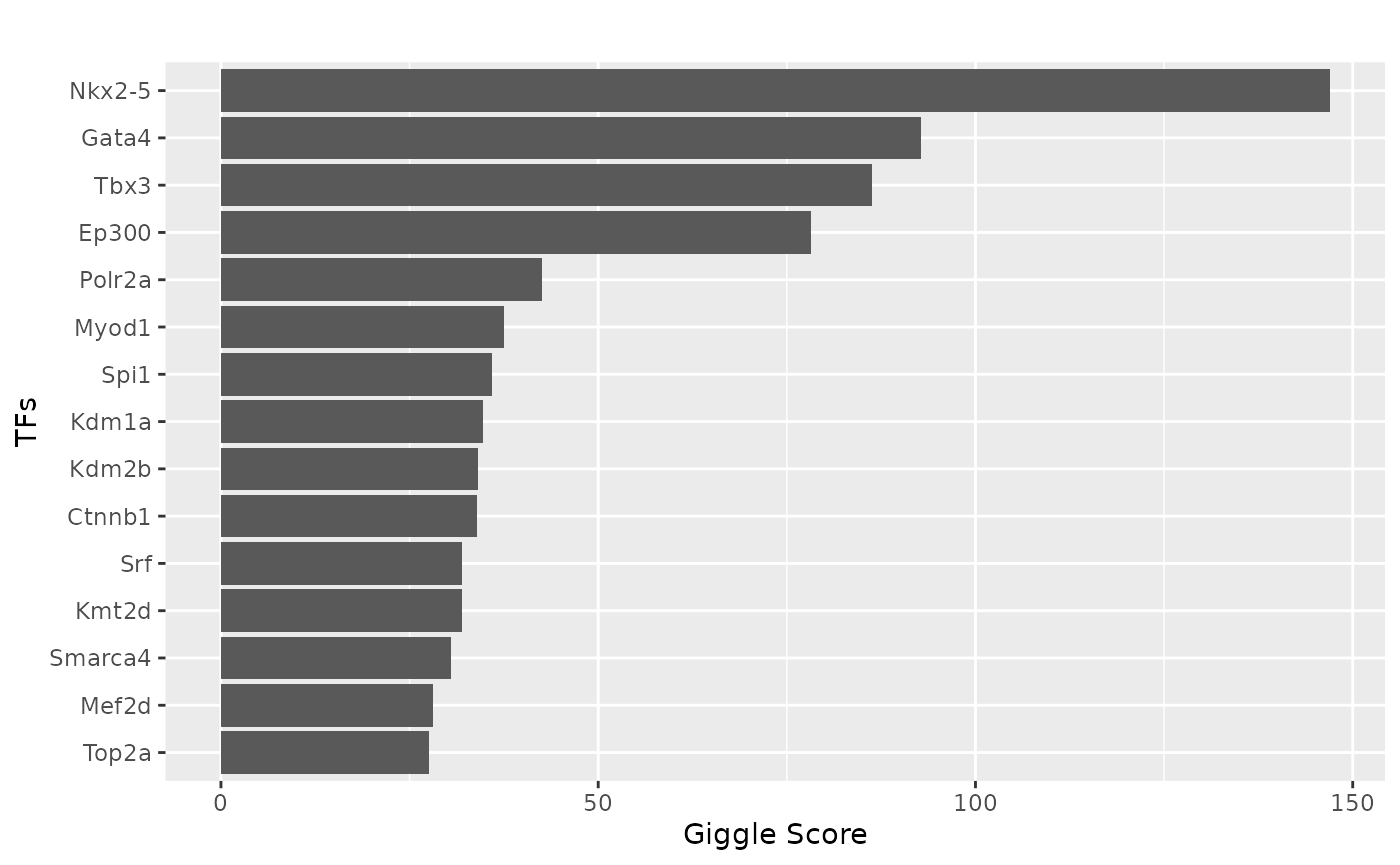 Nkx2-5
Gata4
Tbx3
Ep300
Polr2a
Myod1
Spi1
Kdm1a
Kdm2b
Ctnnb1
Srf
Kmt2d
Smarca4
Mef2d
Top2a
TFs
0 50 100 150
Giggle Score